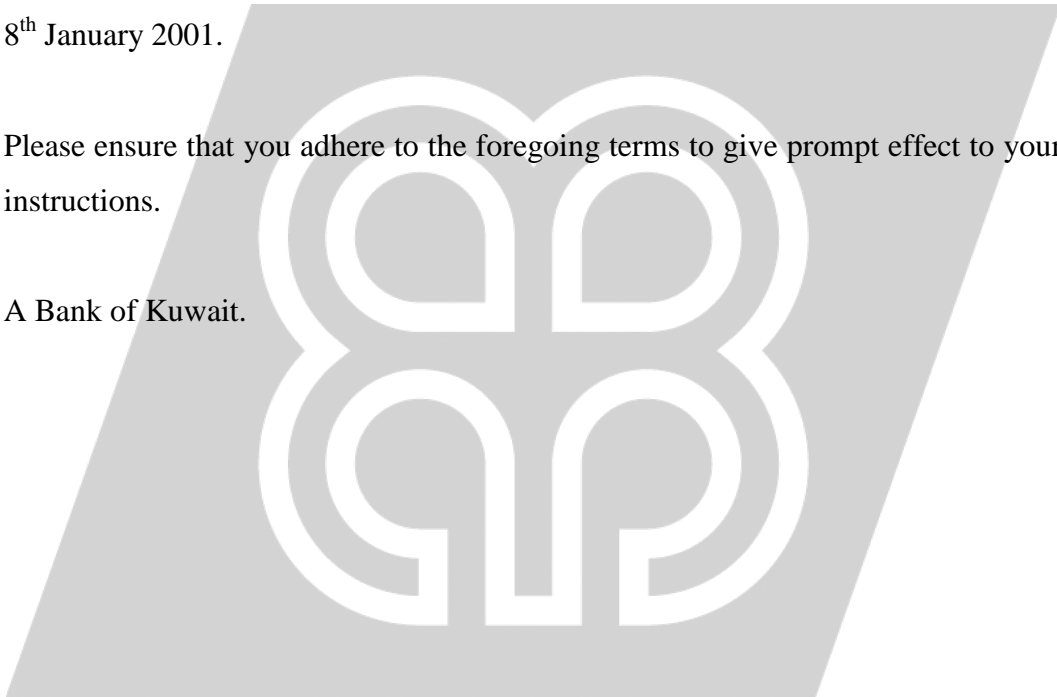 8th January 2001.
Please ensure that you adhere to the foregoing terms to give prompt effect to your
instructions.
A Bank of Kuwait.